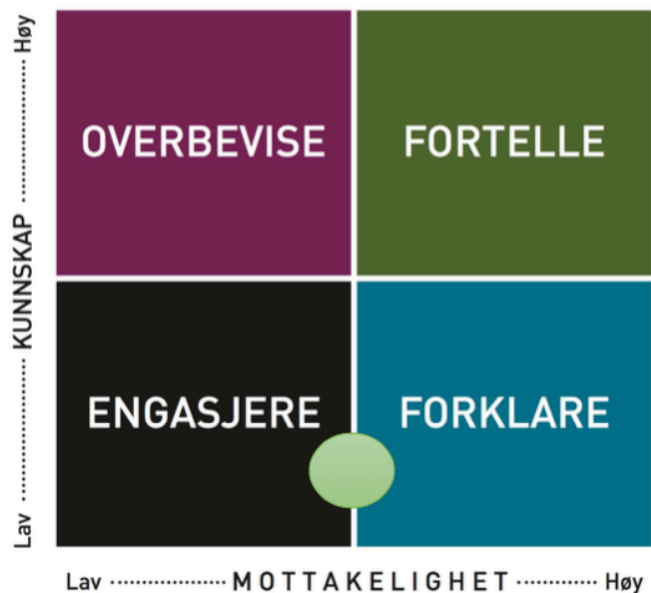 Høy
KUNNSKAP
Lav
OVERBEVISE
FORTELLE
ENGASJERE
FORKLARE
Lav
MOTTAKELIGHET
Høy